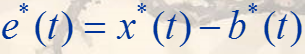 e*(t) = x*(t) − b*(t)